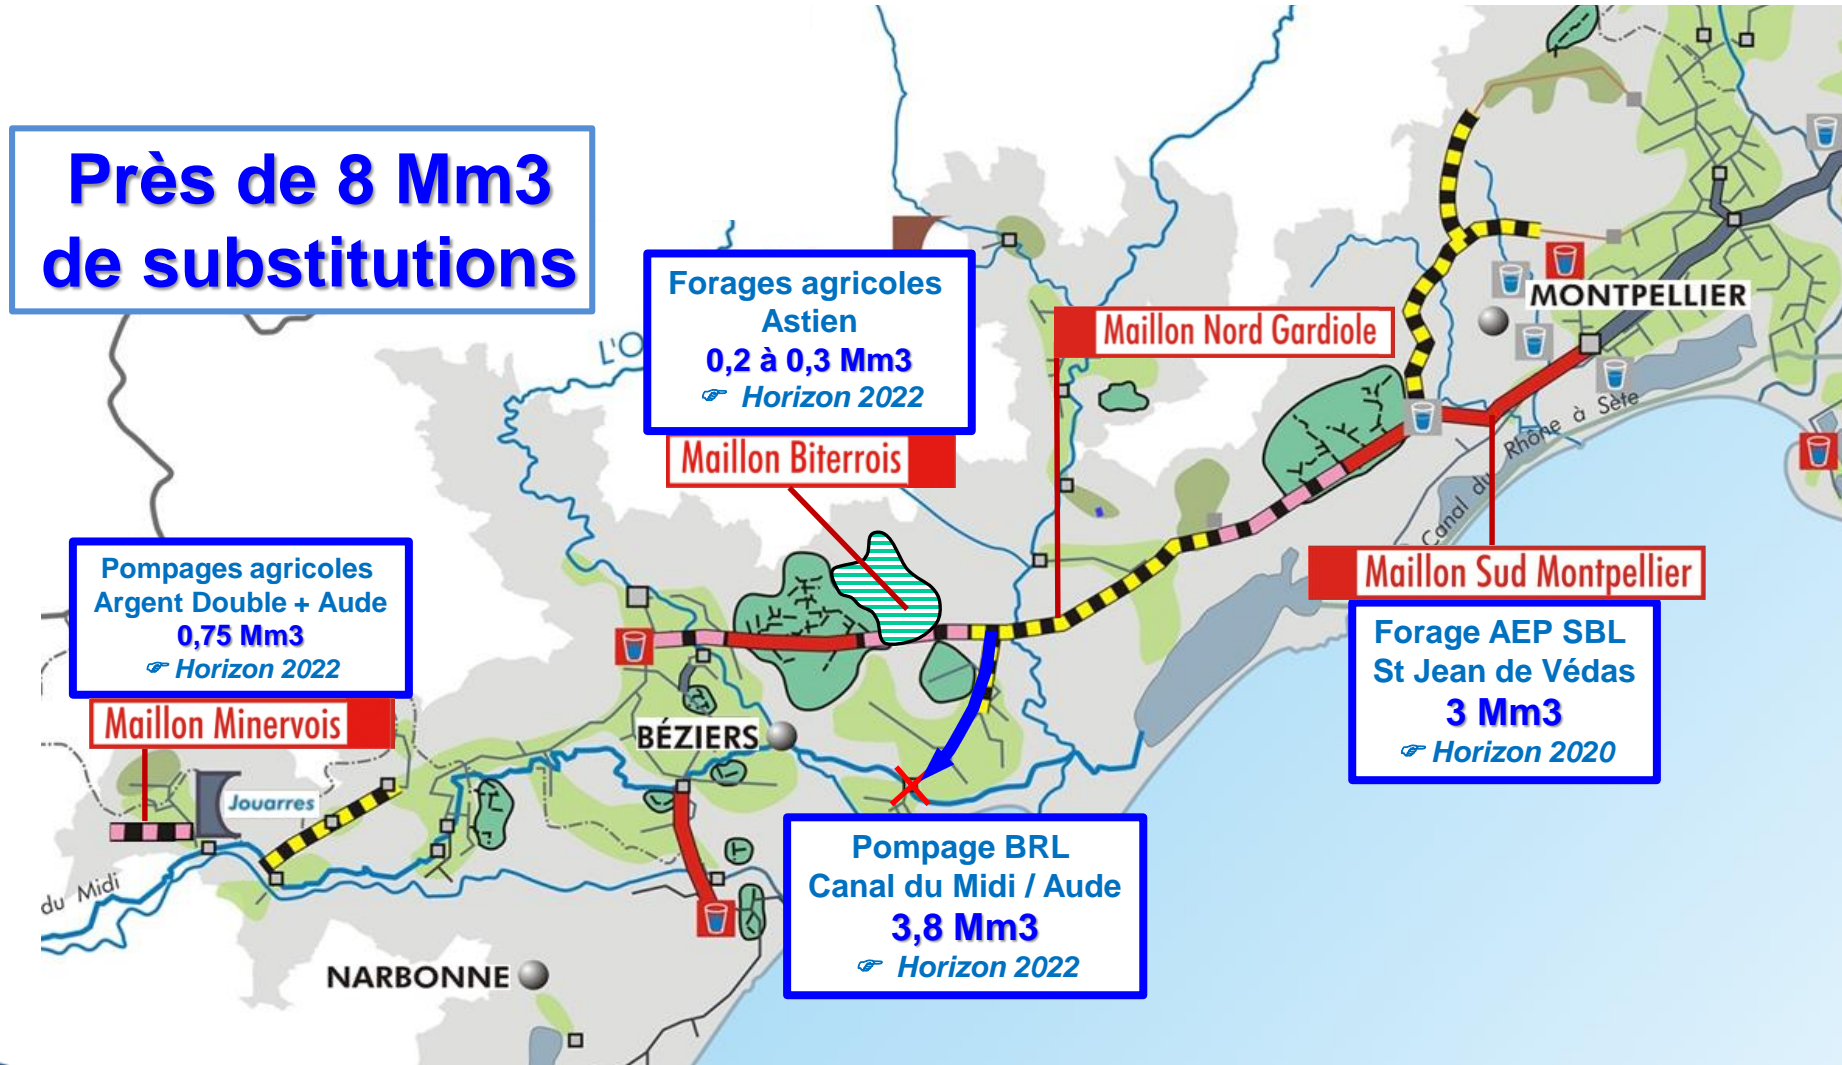 Près de 8 Mm3
de substitutions
L'O
Forages agricoles
Astien
0,2 à 0,3 Mm3
☞ Horizon 2022
Maillon Biterrois
Maillon Nord Gardiole
MONTPELLIER
Canal du Rhône à Sète
Maillon Sud Montpellier
Forage AEP SBL
St Jean de Védas
3 Mm3
☞ Horizon 2020
Pompages agricoles
Argent Double + Aude
0,75 Mm3
☞ Horizon 2022
Maillon Minervois
Jouarres
BÉZIERS
du Midi
Pompage BRL
Canal du Midi / Aude
3,8 Mm3
☞ Horizon 2022
NARBONNE